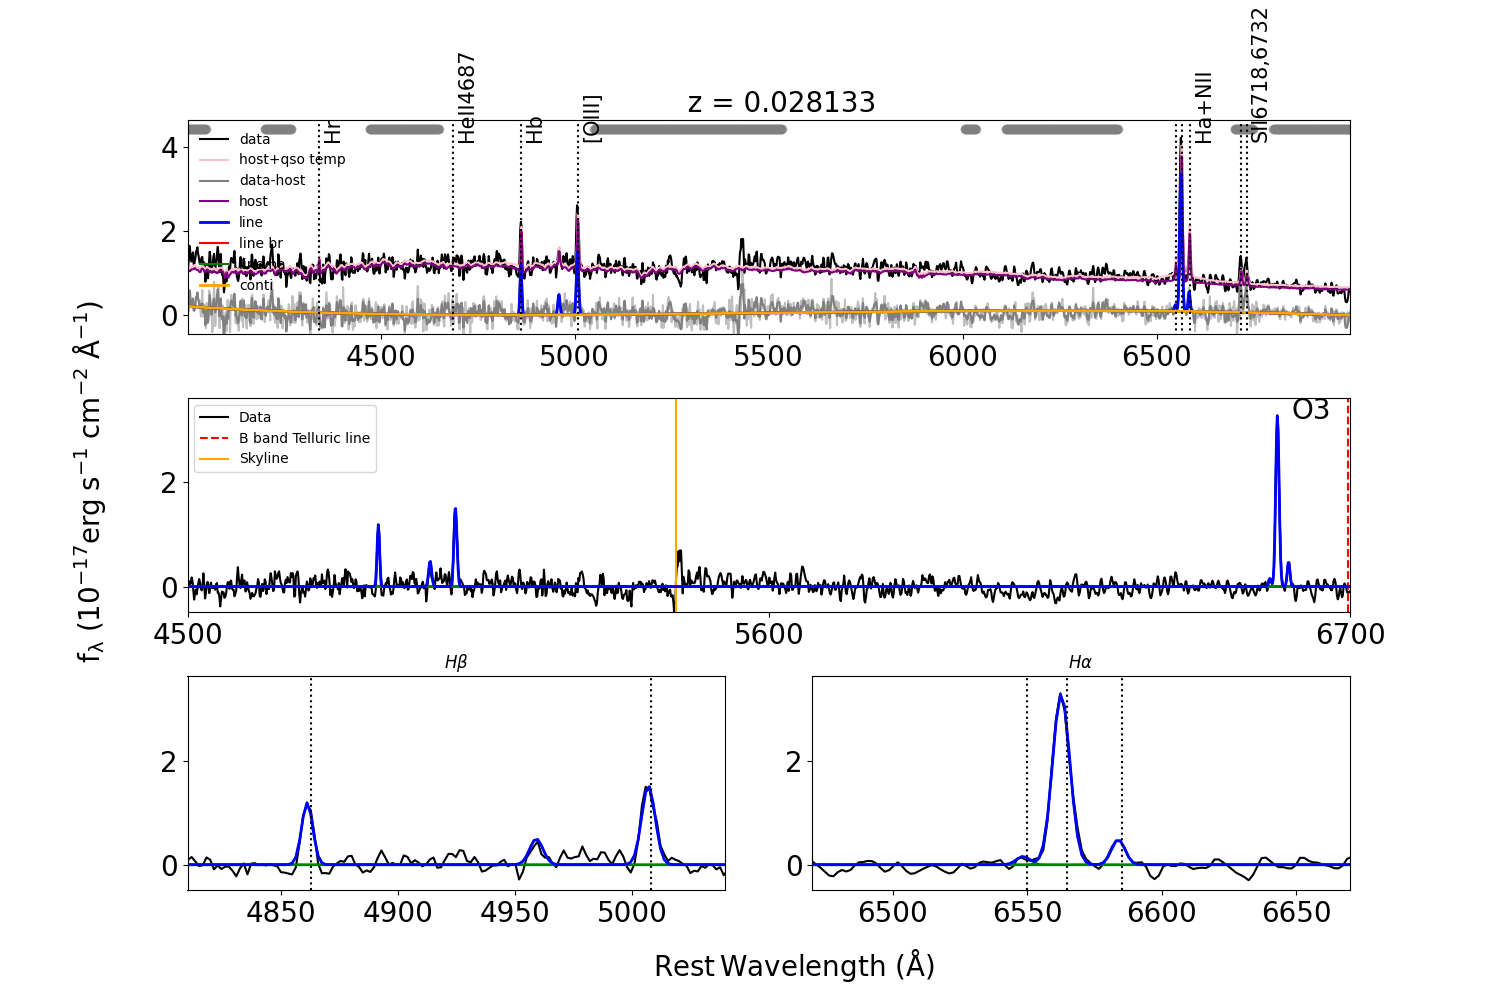 z = 0.028133
Hr
HeII4687
Hb
[OIII]
Ha+NII
SII6718,6732
data
host+qso temp
data-host
host
line
line br
conti
4
2
0
4500 5000 5500 6000 6500
fλ (10⁻¹⁷erg s⁻¹ cm⁻² Å⁻¹)
Data
B band Telluric line
Skyline
O3
2
0
4500 5600 6700
Hβ
2
0
4850 4900 4950 5000
Hα
2
0
6500 6550 6600 6650
Rest Wavelength (Å)